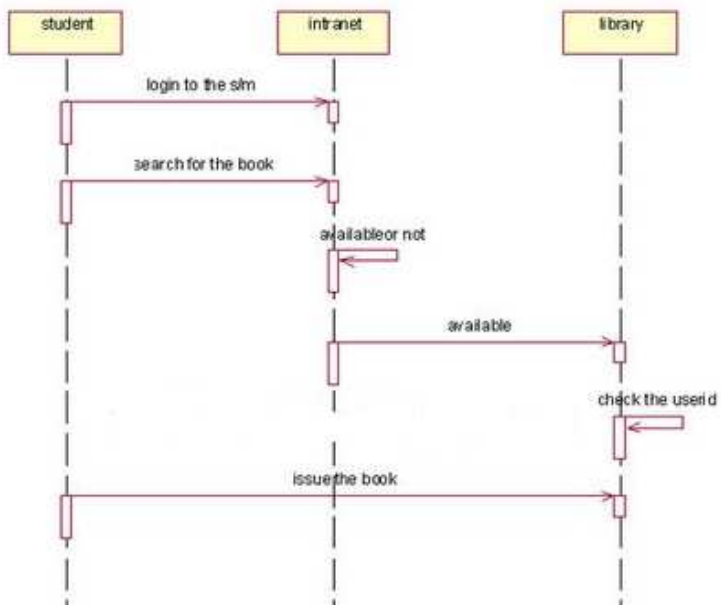 student
intranet
library
login to the s/m
search for the book
availableor not
available
check the userid
issue the book